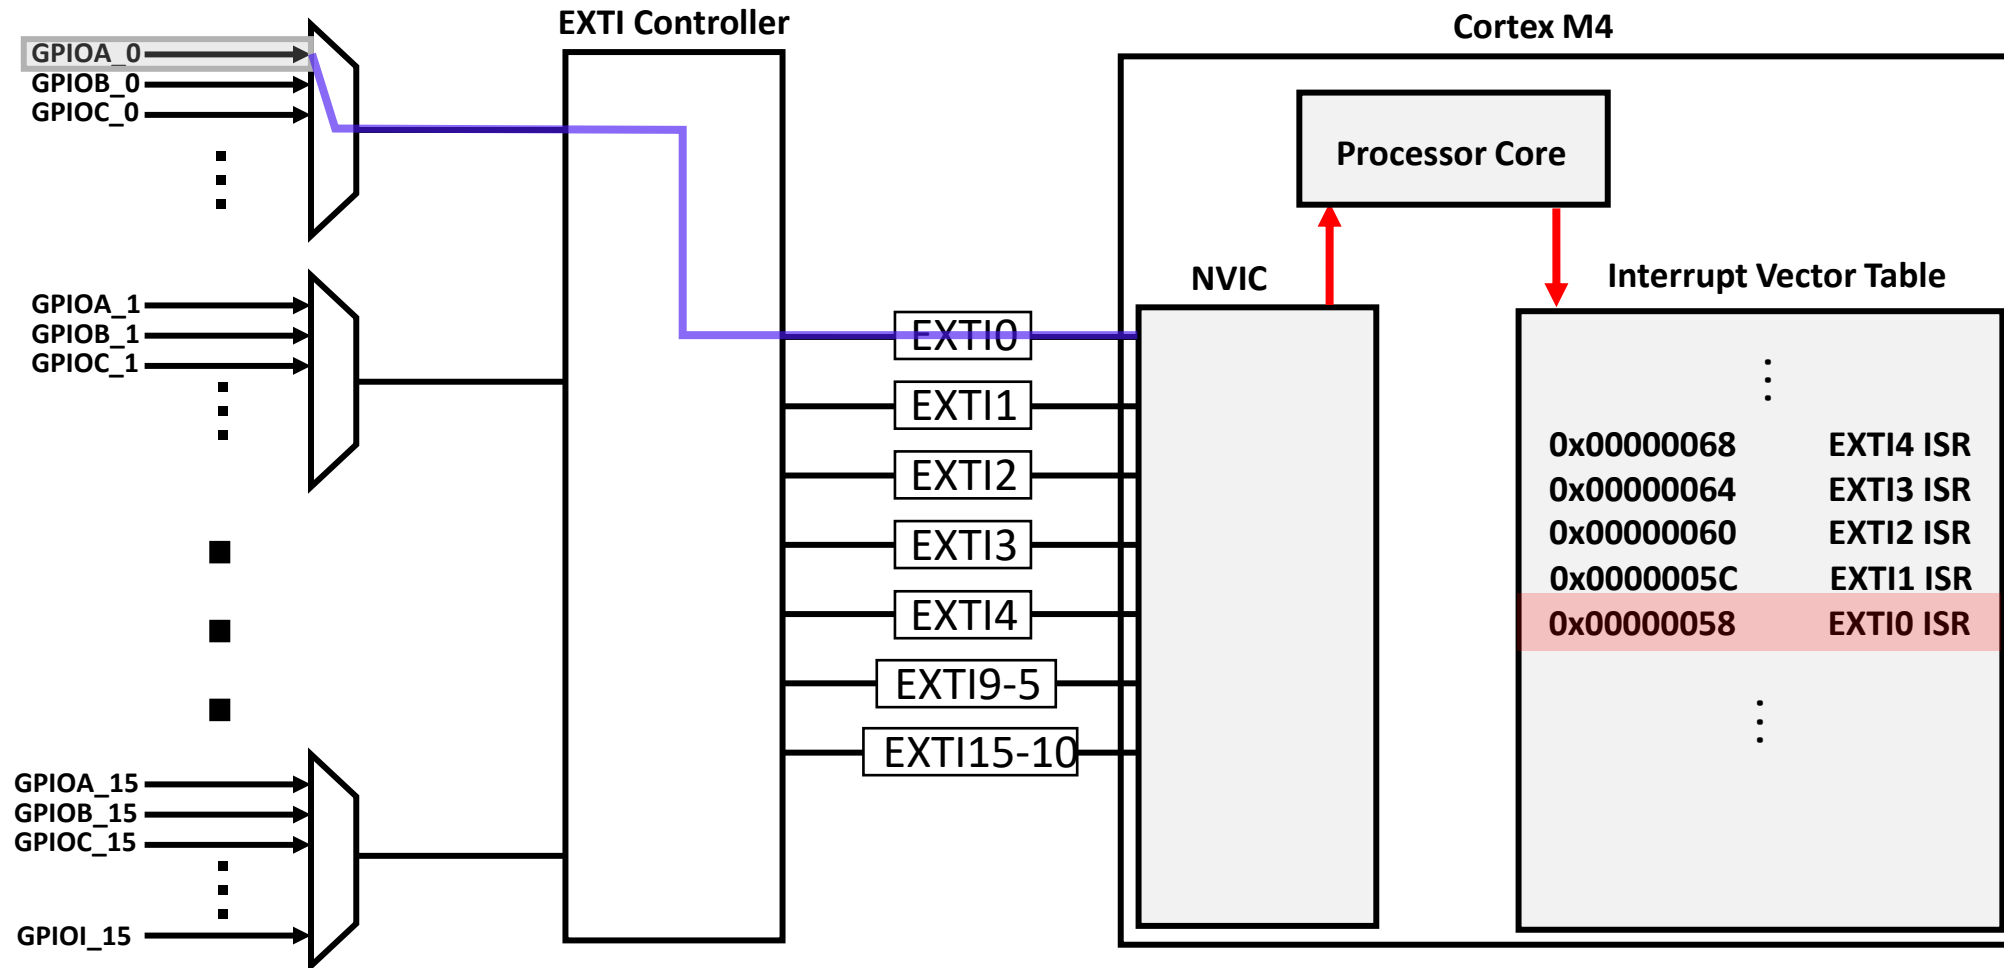 EXTI Controller
Cortex M4
GPIOA_0
GPIOB_0
GPIOC_0
Processor Core
NVIC
Interrupt Vector Table
GPIOA_1
GPIOB_1
GPIOC_1
EXTI0
EXTI1
EXTI2
EXTI3
EXTI4
EXTI9-5
EXTI15-10
0x00000068 EXTI4 ISR
0x00000064 EXTI3 ISR
0x00000060 EXTI2 ISR
0x0000005C EXTI1 ISR
0x00000058 EXTI0 ISR
GPIOA_15
GPIOB_15
GPIOC_15
GPIOI_15